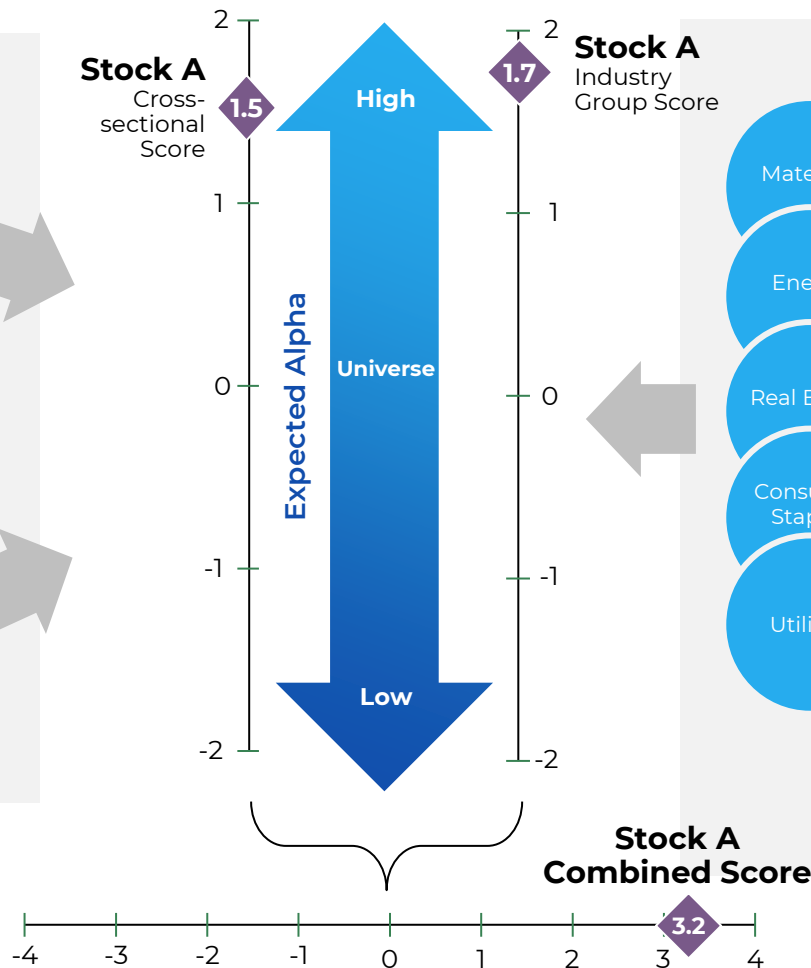 2
Stock A
Cross-
sectional
Score
1.5
1
0
-1
-2
High
Expected Alpha
Universe
Low
2
1.7
Stock A
Industry
Group Score
1
0
-1
-2
Real
Stock A
Combined Score
3.2
-4
-3
-2
-1
0
1
2
3
4